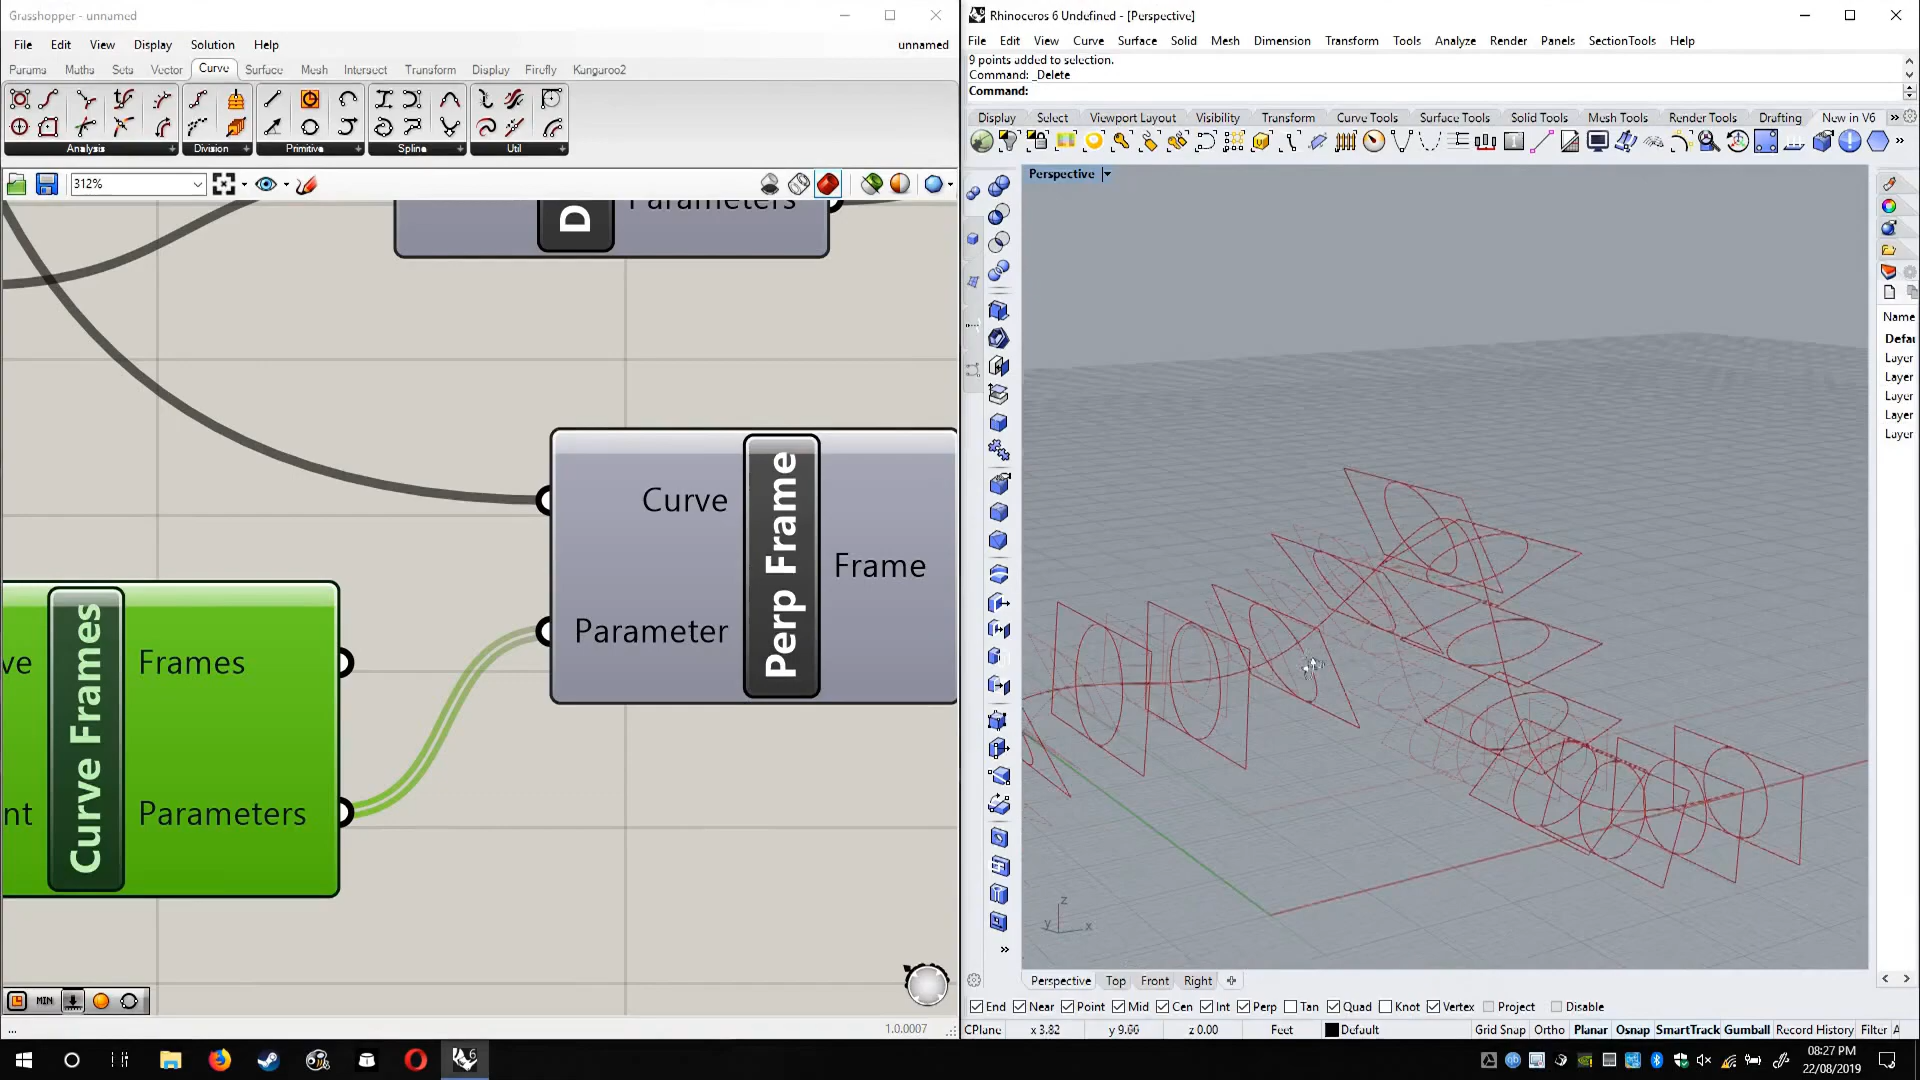 Grasshopper - unnamed
File Edit View Display Solution Help
unnamed
Params Maths Sets Vector Curve Surface Mesh Intersect Transform Display Firefly Kangaroo2
Analysis Division Primitive Spline Util
312%
D
Parameters
Curve
Parameter
Perp Frame
Frame
ve
Curve Frames
Frames
nt
Parameters
MIN
...
1.0.0007
Rhinoceros 6 Undefined - [Perspective]
File Edit View Curve Surface Solid Mesh Dimension Transform Tools Analyze Render Panels SectionTools Help
9 points added to selection.
Command: _Delete
Command:
Display Select Viewport Layout Visibility Transform Curve Tools Surface Tools Solid Tools Mesh Tools Render Tools Drafting New in V6
Perspective
Name
Defau
Layer
Layer
Layer
Layer
Layer
z
y
x
Perspective Top Front Right
End Near Point Mid Cen Int Perp Tan Quad Knot Vertex Project Disable
CPlane x 3.82 y 9.66 z 0.00 Feet Default Grid Snap Ortho Planar Osnap SmartTrack Gumball Record History Filter
6
08:27 PM
22/08/2019